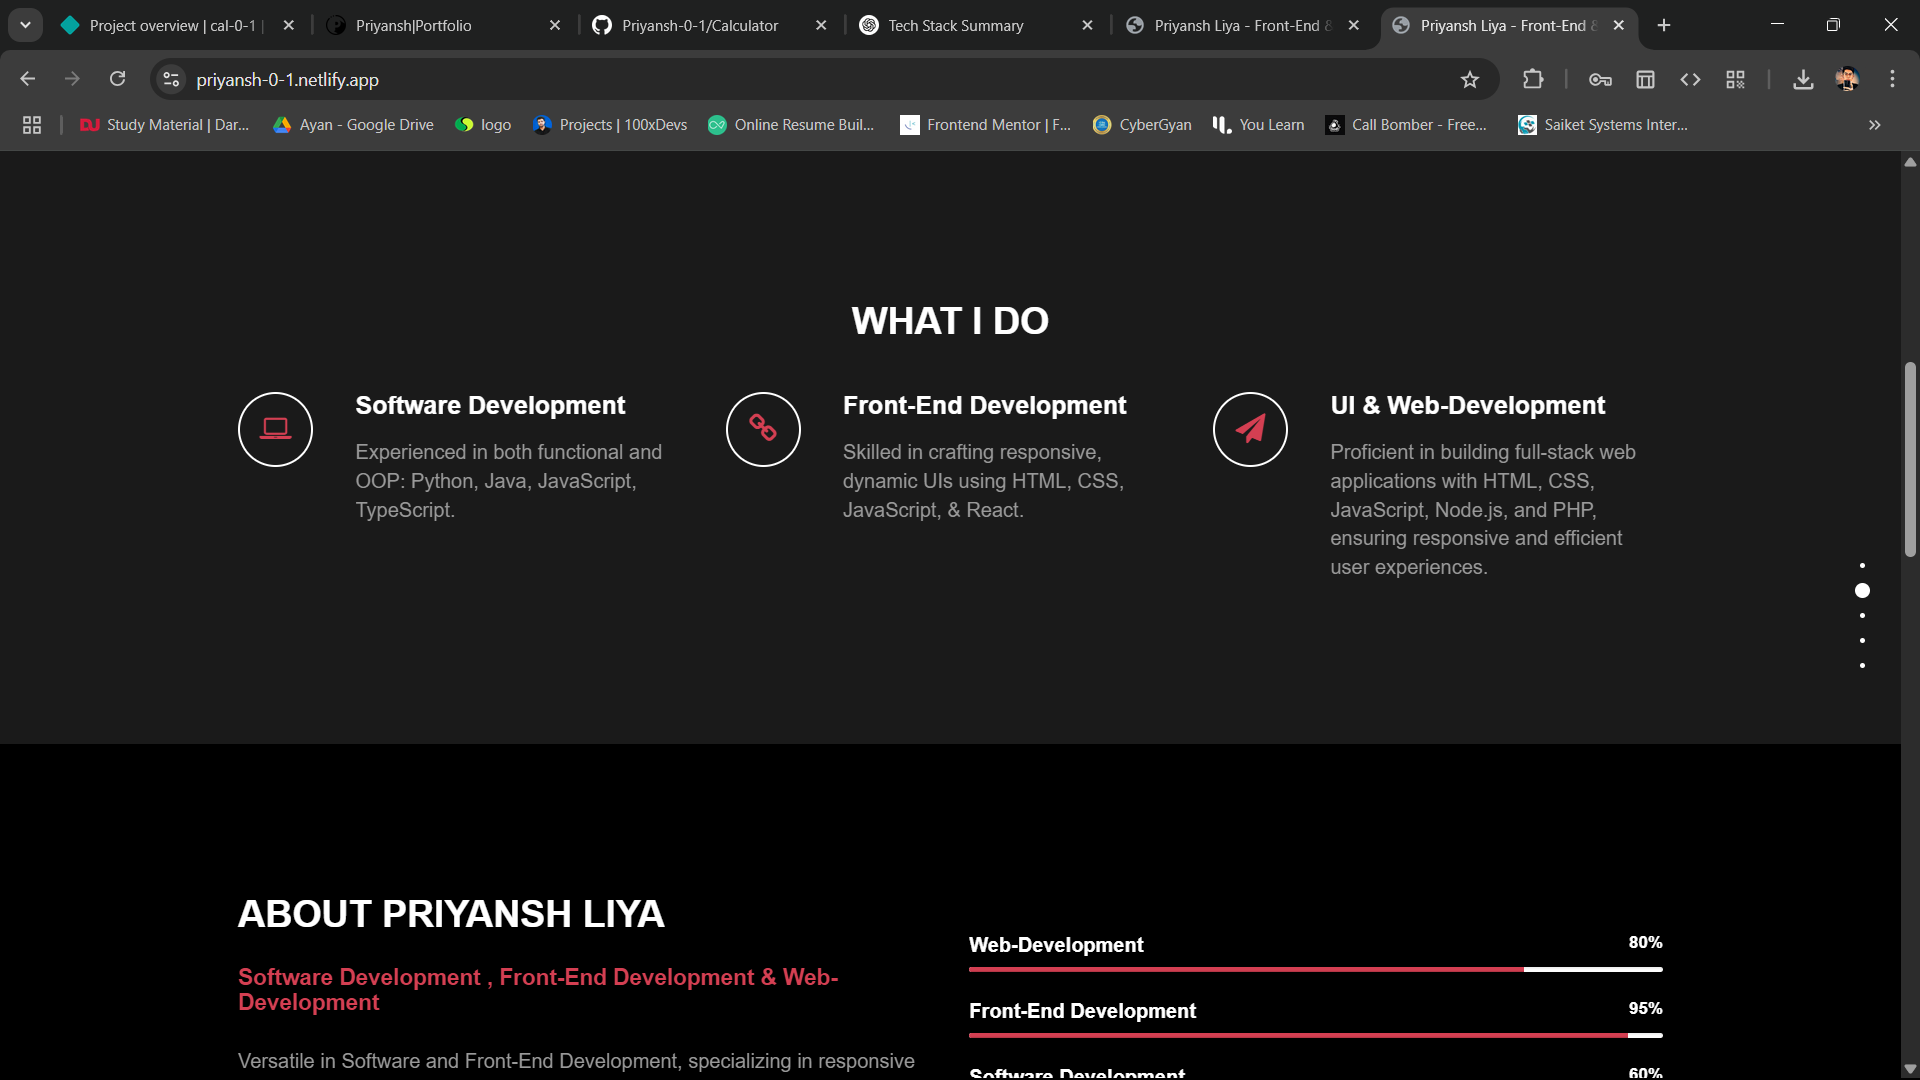 Project overview | cal-0-1 |
Priyansh|Portfolio
Priyansh-0-1/Calculator
Tech Stack Summary
Priyansh Liya - Front-End &
Priyansh Liya - Front-End &
priyansh-0-1.netlify.app
DJ Study Material | Dar...
Ayan - Google Drive
logo
Projects | 100xDevs
Online Resume Buil...
Frontend Mentor | F...
CyberGyan
You Learn
Call Bomber - Free...
Saiket Systems Inter...
WHAT I DO
Software Development
Experienced in both functional and
OOP: Python, Java, JavaScript,
TypeScript.
Front-End Development
Skilled in crafting responsive,
dynamic UIs using HTML, CSS,
JavaScript, & React.
UI & Web-Development
Proficient in building full-stack web
applications with HTML, CSS,
JavaScript, Node.js, and PHP,
ensuring responsive and efficient
user experiences.
ABOUT PRIYANSH LIYA
Software Development , Front-End Development & Web-
Development
Versatile in Software and Front-End Development, specializing in responsive
Web-Development 80%
Front-End Development 95%
Software Development 60%